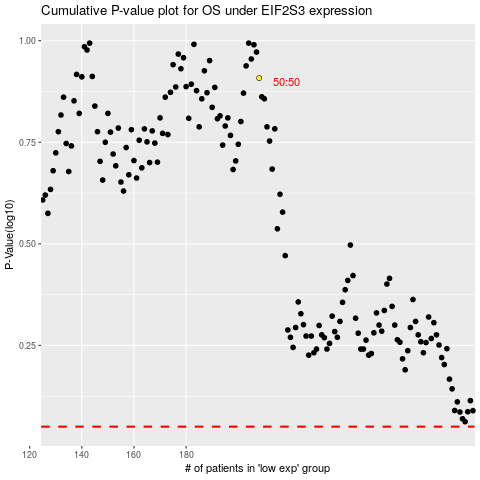 Cumulative P-value plot for OS under EIF2S3 expression
1.00
50:50
0.75
P-Value(log10)
0.50
0.25
120 140 160 180
# of patients in 'low exp' group